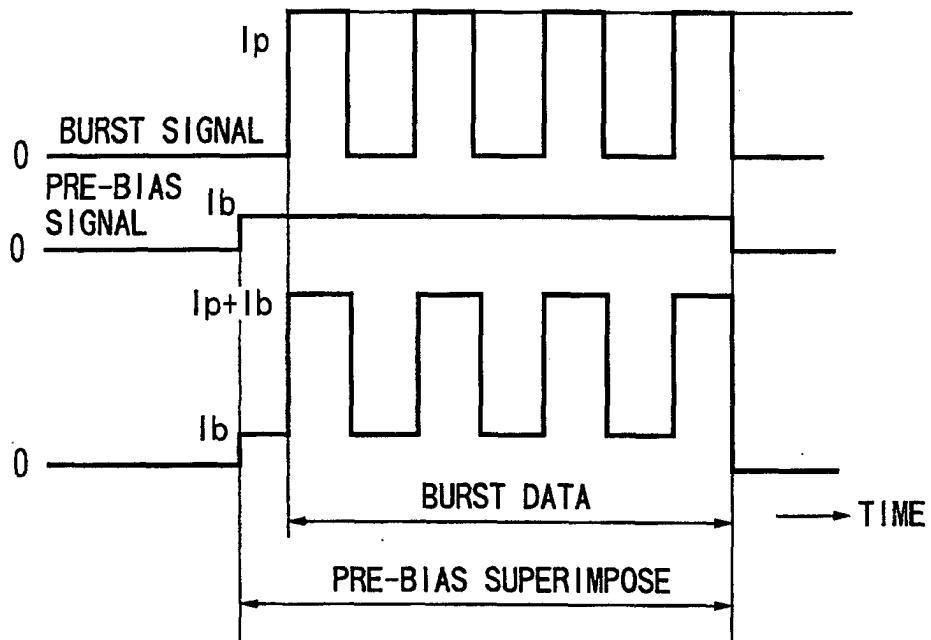 Ip
BURST SIGNAL
0
PRE-BIAS
SIGNAL
Ib
0
Ip+Ib
Ib
0
BURST DATA
TIME
PRE-BIAS SUPERIMPOSE